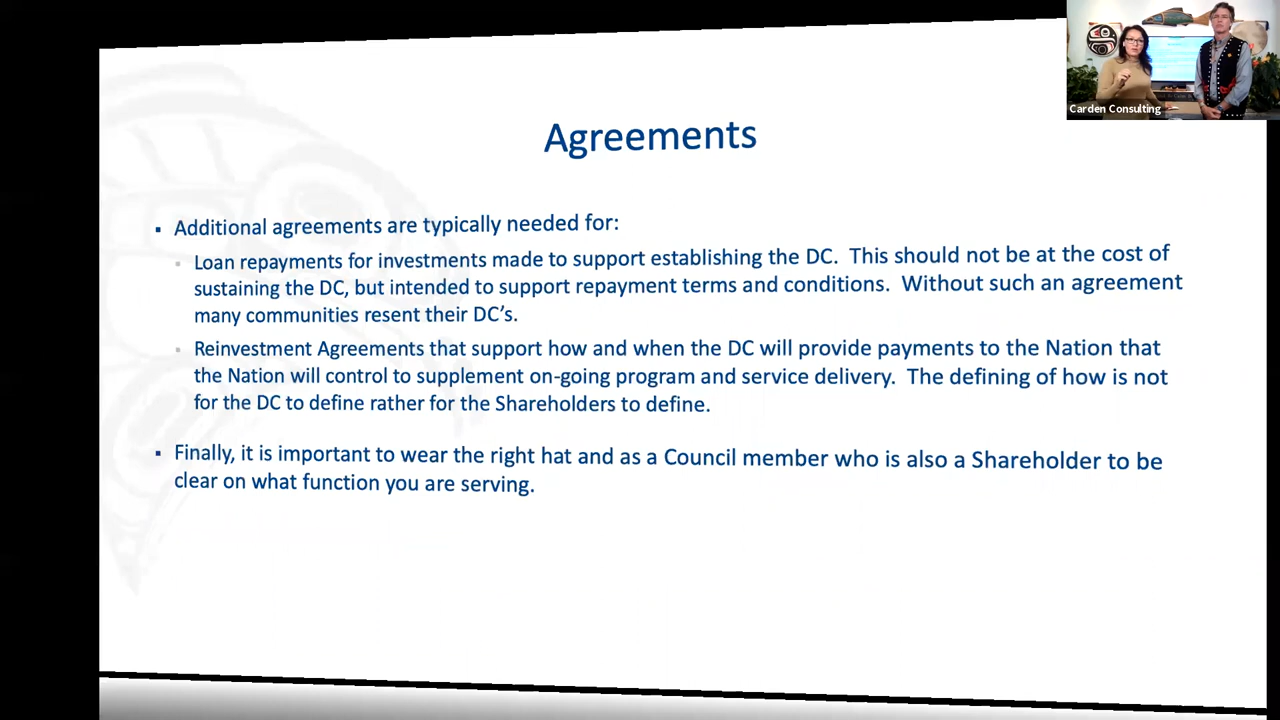 Carden Consulting
Agreements
▪ Additional agreements are typically needed for:
▪ Loan repayments for investments made to support establishing the DC.  This should not be at the cost of
sustaining the DC, but intended to support repayment terms and conditions.  Without such an agreement
many communities resent their DC’s.
▪ Reinvestment Agreements that support how and when the DC will provide payments to the Nation that
the Nation will control to supplement on-going program and service delivery.  The defining of how is not
for the DC to define rather for the Shareholders to define.
▪ Finally, it is important to wear the right hat and as a Council member who is also a Shareholder to be
clear on what function you are serving.